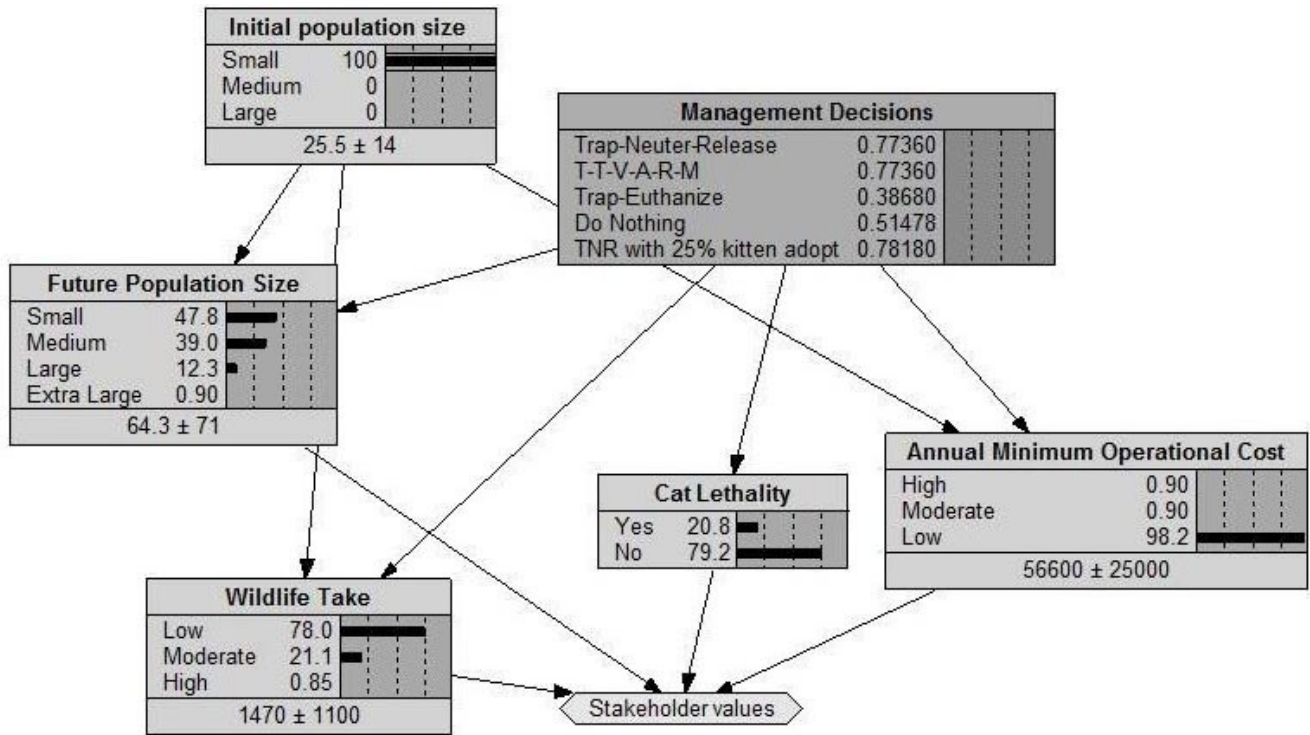 Initial population size
Small 100
Medium 0
Large 0
25.5 ± 14
Management Decisions
Trap-Neuter-Release 0.77360
T-T-V-A-R-M 0.77360
Trap-Euthanize 0.38680
Do Nothing 0.51478
TNR with 25% kitten adopt 0.78180
Future Population Size
Small 47.8
Medium 39.0
Large 12.3
Extra Large 0.90
64.3 ± 71
Annual Minimum Operational Cost
High 0.90
Moderate 0.90
Low 98.2
56600 ± 25000
Cat Lethality
Yes 20.8
No 79.2
Wildlife Take
Low 78.0
Moderate 21.1
High 0.85
1470 ± 1100
Stakeholder values